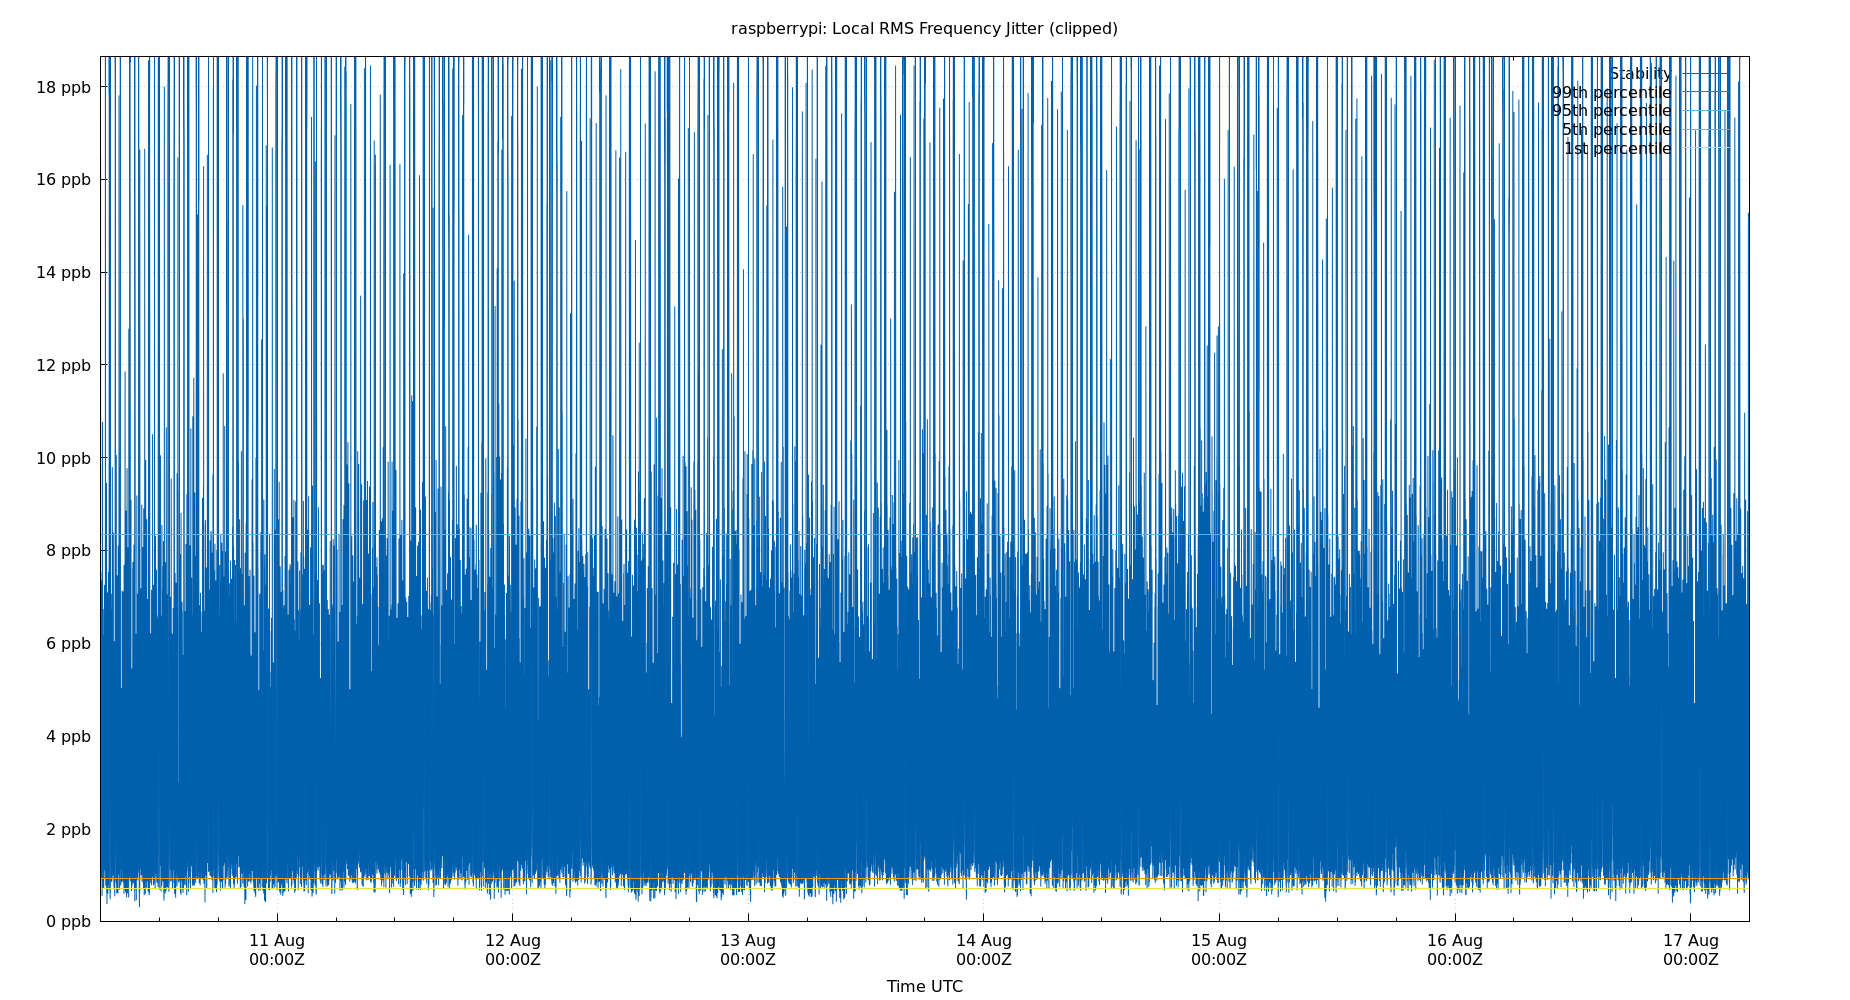 raspberrypi: Local RMS Frequency Jitter (clipped)
18 ppb
16 ppb
14 ppb
12 ppb
10 ppb
8 ppb
6 ppb
4 ppb
2 ppb
0 ppb
Stability
99th percentile
95th percentile
5th percentile
1st percentile
11 Aug 12 Aug 13 Aug 14 Aug 15 Aug 16 Aug 17 Aug
00:00Z 00:00Z 00:00Z 00:00Z 00:00Z 00:00Z 00:00Z
Time UTC